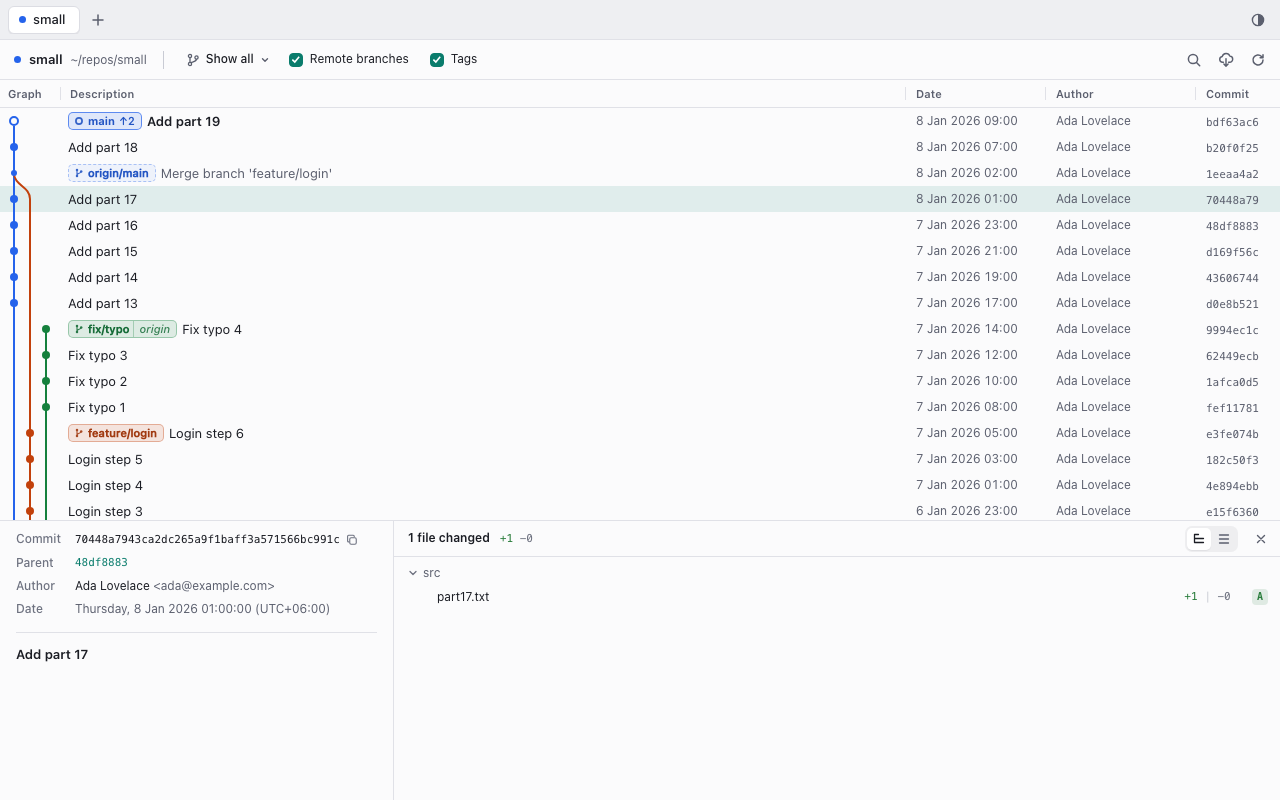 small
small ~/repos/small Show all Remote branches Tags
Graph Description Date Author Commit
main ↑2 Add part 19 8 Jan 2026 09:00 Ada Lovelace bdf63ac6
Add part 18 8 Jan 2026 07:00 Ada Lovelace b20f0f25
origin/main Merge branch 'feature/login' 8 Jan 2026 02:00 Ada Lovelace 1eeaa4a2
Add part 17 8 Jan 2026 01:00 Ada Lovelace 70448a79
Add part 16 7 Jan 2026 23:00 Ada Lovelace 48df8883
Add part 15 7 Jan 2026 21:00 Ada Lovelace d169f56c
Add part 14 7 Jan 2026 19:00 Ada Lovelace 43606744
Add part 13 7 Jan 2026 17:00 Ada Lovelace d0e8b521
fix/typo origin Fix typo 4 7 Jan 2026 14:00 Ada Lovelace 9994ec1c
Fix typo 3 7 Jan 2026 12:00 Ada Lovelace 62449ecb
Fix typo 2 7 Jan 2026 10:00 Ada Lovelace 1afca0d5
Fix typo 1 7 Jan 2026 08:00 Ada Lovelace fef11781
feature/login Login step 6 7 Jan 2026 05:00 Ada Lovelace e3fe074b
Login step 5 7 Jan 2026 03:00 Ada Lovelace 182c50f3
Login step 4 7 Jan 2026 01:00 Ada Lovelace 4e894ebb
Login step 3 6 Jan 2026 23:00 Ada Lovelace e15f6360
Commit 70448a7943ca2dc265a9f1baff3a571566bc991c
Parent 48df8883
Author Ada Lovelace <ada@example.com>
Date Thursday, 8 Jan 2026 01:00:00 (UTC+06:00)
Add part 17
1 file changed +1 −0
src
part17.txt +1 | −0 A